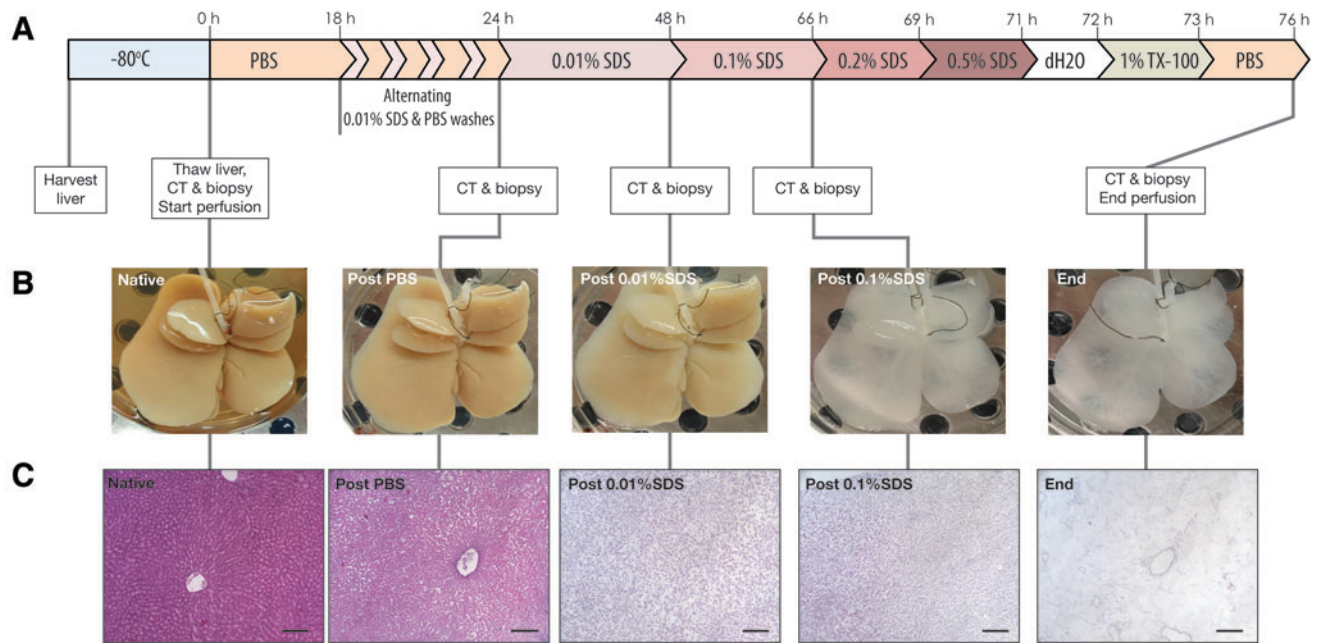 A
0 h
18 h
24 h
48 h
66 h
69 h
71 h
72 h
73 h
76 h
-80°C
PBS
0.01% SDS
0.1% SDS
0.2% SDS
0.5% SDS
dH2O
1% TX-100
PBS
Alternating
0.01% SDS & PBS washes
Harvest
liver
Thaw liver,
CT & biopsy
Start perfusion
CT & biopsy
CT & biopsy
CT & biopsy
CT & biopsy
End perfusion
B
Native
Post PBS
Post 0.01%SDS
Post 0.1%SDS
End
C
Native
Post PBS
Post 0.01%SDS
Post 0.1%SDS
End